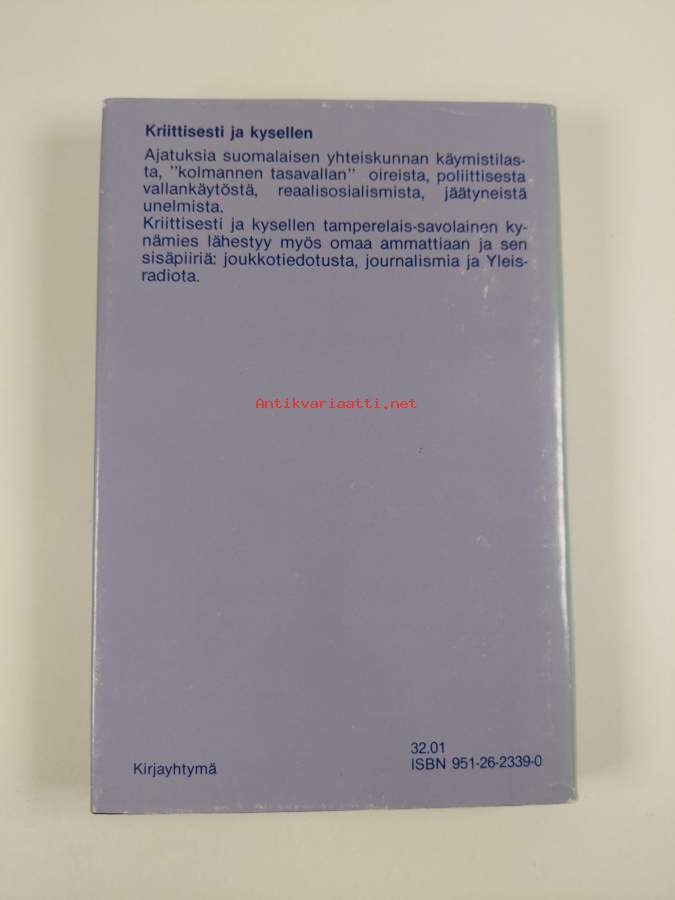 Kriittisesti ja kysellen
Ajatuksia suomalaisen yhteiskunnan käymistilas-
ta, "kolmannen tasavallan" oireista, poliittisesta
vallankäytöstä, reaalisosialismista, jäätyneistä
unelmista.
Kriittisesti ja kysellen tamperelais-savolainen ky-
nämies lähestyy myös omaa ammattiaan ja sen
sisäpiiriä: joukkotiedotusta, journalismia ja Yleis-
radiota.
Antikvariaatti.net
Kirjayhtymä
32.01
ISBN 951-26-2339-0